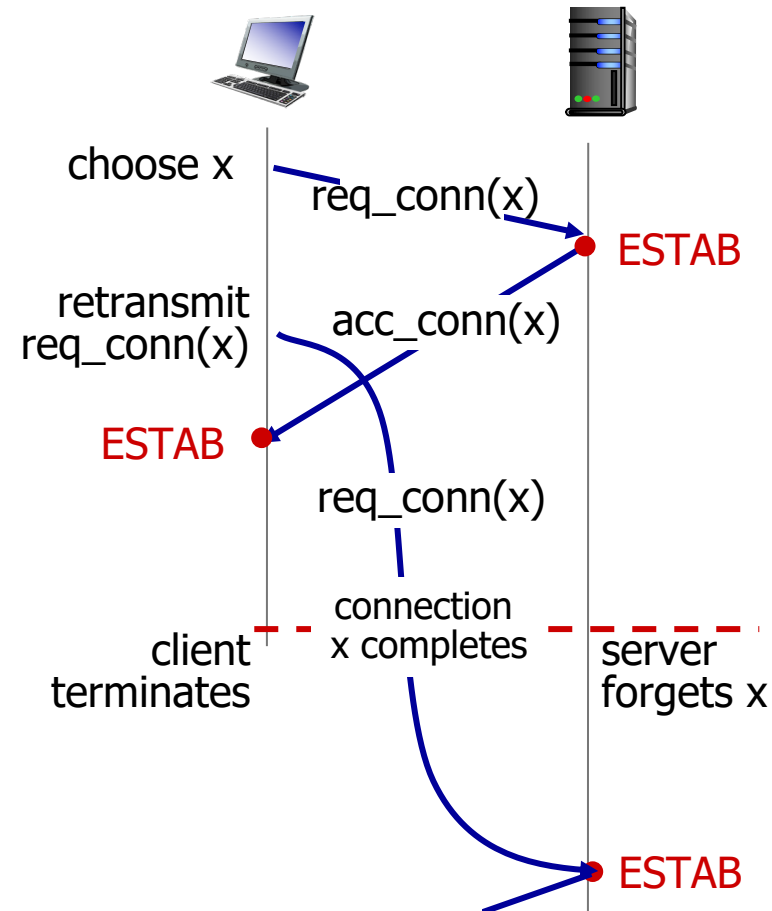 choose x
req_conn(x)
ESTAB
retransmit
req_conn(x)
acc_conn(x)
ESTAB
req_conn(x)
connection
x completes
client
terminates
server
forgets x
ESTAB